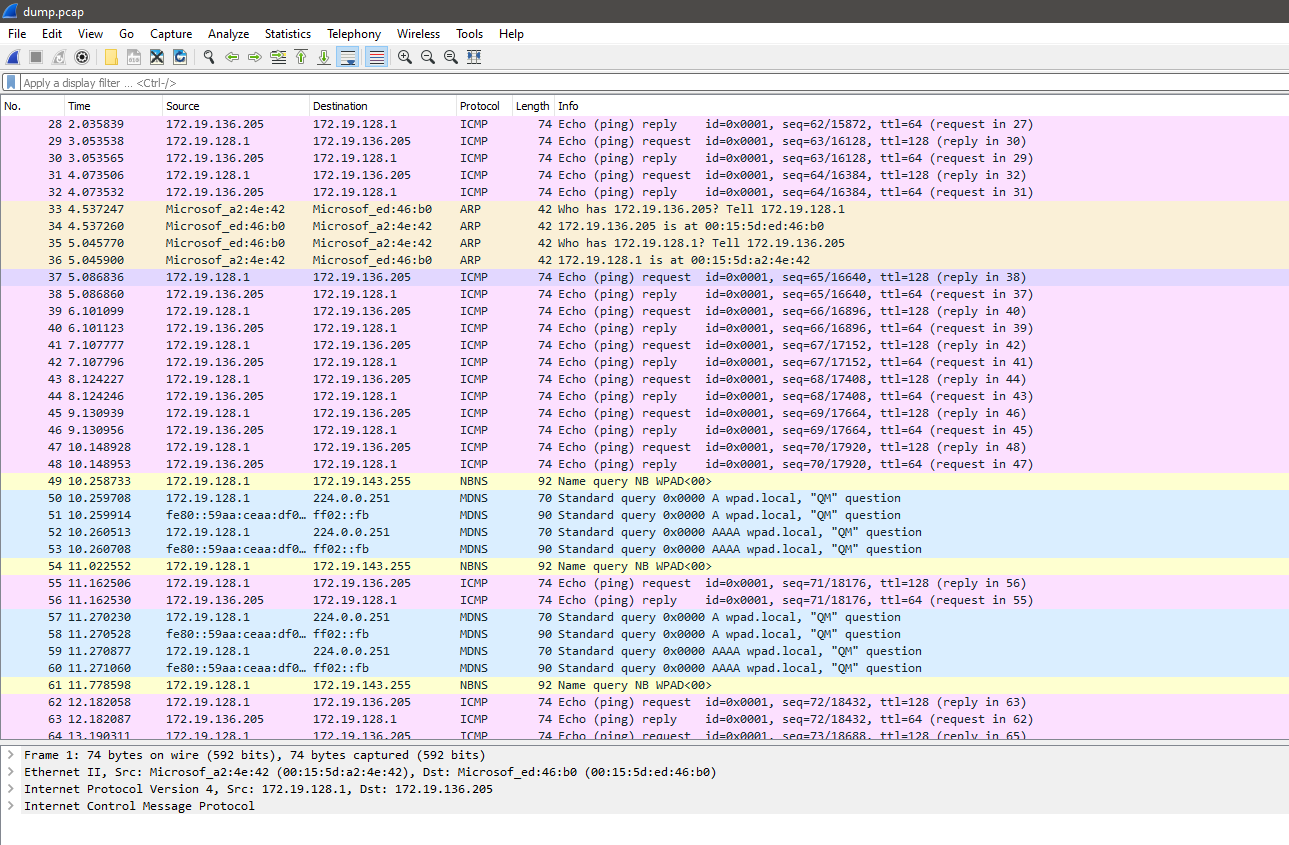 dump.pcap
File Edit View Go Capture Analyze Statistics Telephony Wireless Tools Help
Apply a display filter ... <Ctrl-/>
No. Time Source Destination Protocol Length Info
28 2.035839 172.19.136.205 172.19.128.1 ICMP 74 Echo (ping) reply id=0x0001, seq=62/15872, ttl=64 (request in 27)
29 3.053538 172.19.128.1 172.19.136.205 ICMP 74 Echo (ping) request id=0x0001, seq=63/16128, ttl=128 (reply in 30)
30 3.053565 172.19.136.205 172.19.128.1 ICMP 74 Echo (ping) reply id=0x0001, seq=63/16128, ttl=64 (request in 29)
31 4.073506 172.19.128.1 172.19.136.205 ICMP 74 Echo (ping) request id=0x0001, seq=64/16384, ttl=128 (reply in 32)
32 4.073532 172.19.136.205 172.19.128.1 ICMP 74 Echo (ping) reply id=0x0001, seq=64/16384, ttl=64 (request in 31)
33 4.537247 Microsof_a2:4e:42 Microsof_ed:46:b0 ARP 42 Who has 172.19.136.205? Tell 172.19.128.1
34 4.537260 Microsof_ed:46:b0 Microsof_a2:4e:42 ARP 42 172.19.136.205 is at 00:15:5d:ed:46:b0
35 5.045770 Microsof_ed:46:b0 Microsof_a2:4e:42 ARP 42 Who has 172.19.128.1? Tell 172.19.136.205
36 5.045900 Microsof_a2:4e:42 Microsof_ed:46:b0 ARP 42 172.19.128.1 is at 00:15:5d:a2:4e:42
37 5.086836 172.19.128.1 172.19.136.205 ICMP 74 Echo (ping) request id=0x0001, seq=65/16640, ttl=128 (reply in 38)
38 5.086860 172.19.136.205 172.19.128.1 ICMP 74 Echo (ping) reply id=0x0001, seq=65/16640, ttl=64 (request in 37)
39 6.101099 172.19.128.1 172.19.136.205 ICMP 74 Echo (ping) request id=0x0001, seq=66/16896, ttl=128 (reply in 40)
40 6.101123 172.19.136.205 172.19.128.1 ICMP 74 Echo (ping) reply id=0x0001, seq=66/16896, ttl=64 (request in 39)
41 7.107777 172.19.128.1 172.19.136.205 ICMP 74 Echo (ping) request id=0x0001, seq=67/17152, ttl=128 (reply in 42)
42 7.107796 172.19.136.205 172.19.128.1 ICMP 74 Echo (ping) reply id=0x0001, seq=67/17152, ttl=64 (request in 41)
43 8.124227 172.19.128.1 172.19.136.205 ICMP 74 Echo (ping) request id=0x0001, seq=68/17408, ttl=128 (reply in 44)
44 8.124246 172.19.136.205 172.19.128.1 ICMP 74 Echo (ping) reply id=0x0001, seq=68/17408, ttl=64 (request in 43)
45 9.130939 172.19.128.1 172.19.136.205 ICMP 74 Echo (ping) request id=0x0001, seq=69/17664, ttl=128 (reply in 46)
46 9.130956 172.19.136.205 172.19.128.1 ICMP 74 Echo (ping) reply id=0x0001, seq=69/17664, ttl=64 (request in 45)
47 10.148928 172.19.128.1 172.19.136.205 ICMP 74 Echo (ping) request id=0x0001, seq=70/17920, ttl=128 (reply in 48)
48 10.148953 172.19.136.205 172.19.128.1 ICMP 74 Echo (ping) reply id=0x0001, seq=70/17920, ttl=64 (request in 47)
49 10.258733 172.19.128.1 172.19.143.255 NBNS 92 Name query NB WPAD<00>
50 10.259708 172.19.128.1 224.0.0.251 MDNS 70 Standard query 0x0000 A wpad.local, "QM" question
51 10.259914 fe80::59aa:ceaa:df0… ff02::fb MDNS 90 Standard query 0x0000 A wpad.local, "QM" question
52 10.260513 172.19.128.1 224.0.0.251 MDNS 70 Standard query 0x0000 AAAA wpad.local, "QM" question
53 10.260708 fe80::59aa:ceaa:df0… ff02::fb MDNS 90 Standard query 0x0000 AAAA wpad.local, "QM" question
54 11.022552 172.19.128.1 172.19.143.255 NBNS 92 Name query NB WPAD<00>
55 11.162506 172.19.128.1 172.19.136.205 ICMP 74 Echo (ping) request id=0x0001, seq=71/18176, ttl=128 (reply in 56)
56 11.162530 172.19.136.205 172.19.128.1 ICMP 74 Echo (ping) reply id=0x0001, seq=71/18176, ttl=64 (request in 55)
57 11.270230 172.19.128.1 224.0.0.251 MDNS 70 Standard query 0x0000 A wpad.local, "QM" question
58 11.270528 fe80::59aa:ceaa:df0… ff02::fb MDNS 90 Standard query 0x0000 A wpad.local, "QM" question
59 11.270877 172.19.128.1 224.0.0.251 MDNS 70 Standard query 0x0000 AAAA wpad.local, "QM" question
60 11.271060 fe80::59aa:ceaa:df0… ff02::fb MDNS 90 Standard query 0x0000 AAAA wpad.local, "QM" question
61 11.778598 172.19.128.1 172.19.143.255 NBNS 92 Name query NB WPAD<00>
62 12.182058 172.19.128.1 172.19.136.205 ICMP 74 Echo (ping) request id=0x0001, seq=72/18432, ttl=128 (reply in 63)
63 12.182087 172.19.136.205 172.19.128.1 ICMP 74 Echo (ping) reply id=0x0001, seq=72/18432, ttl=64 (request in 62)
64 13.190311 172.19.128.1 172.19.136.205 ICMP 74 Echo (ping) request id=0x0001, seq=73/18688, ttl=128 (reply in 65)
Frame 1: 74 bytes on wire (592 bits), 74 bytes captured (592 bits)
Ethernet II, Src: Microsof_a2:4e:42 (00:15:5d:a2:4e:42), Dst: Microsof_ed:46:b0 (00:15:5d:ed:46:b0)
Internet Protocol Version 4, Src: 172.19.128.1, Dst: 172.19.136.205
Internet Control Message Protocol